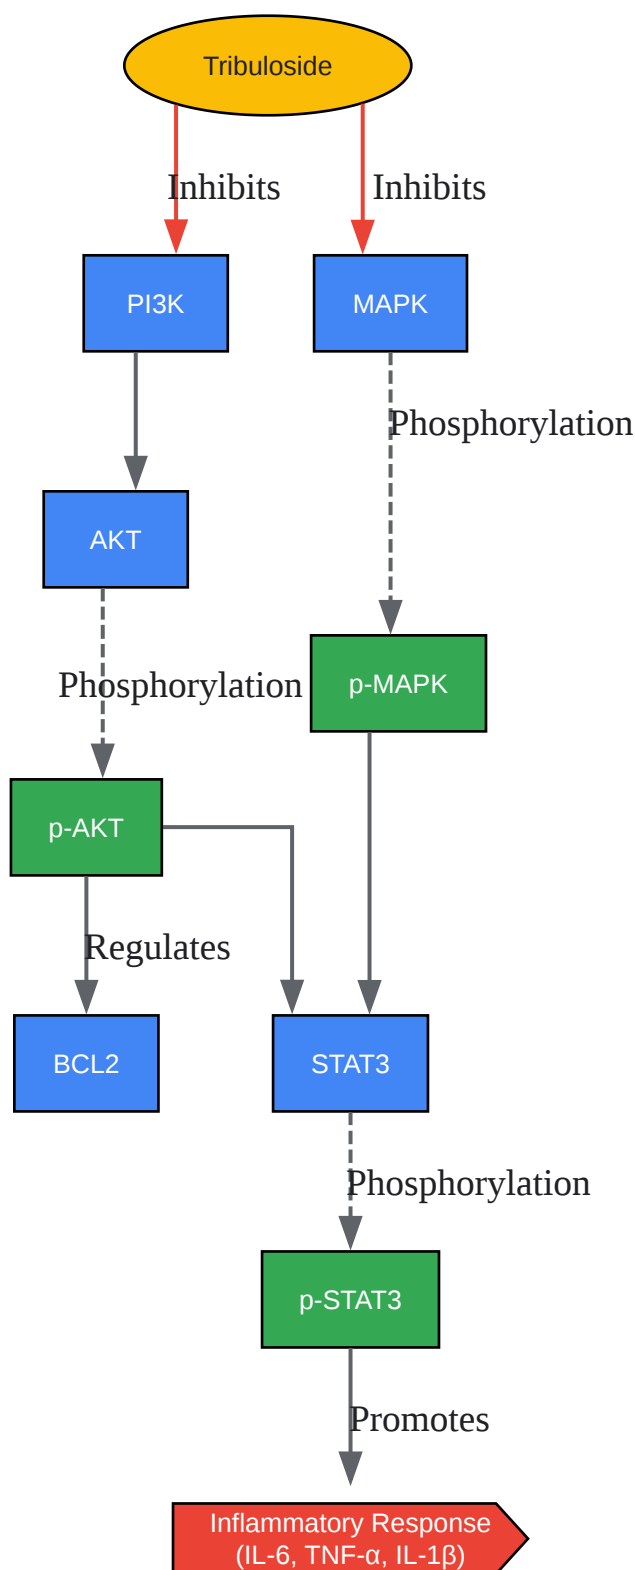 Tribuloside
Inhibits
Inhibits
PI3K
MAPK
Phosphorylation
AKT
Phosphorylation
p-MAPK
p-AKT
Regulates
BCL2
STAT3
Phosphorylation
p-STAT3
Promotes
Inflammatory Response
(IL-6, TNF-α, IL-1β)